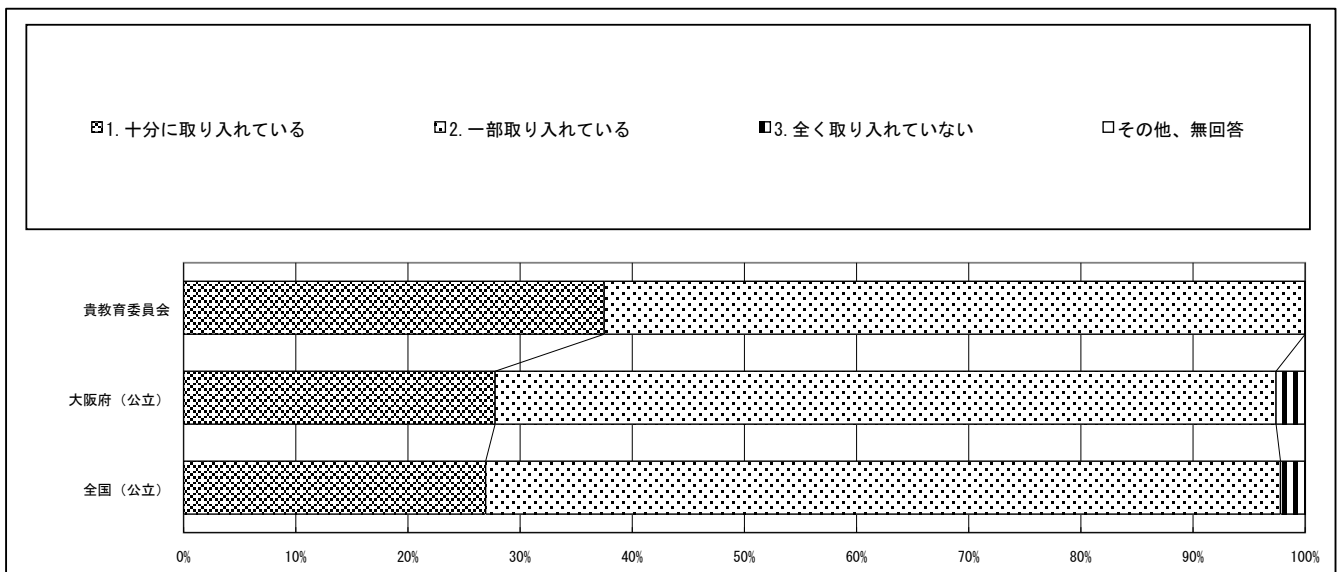 1. 十分に取り入れている 2. 一部取り入れている 3. 全く取り入れていない その他、無回答
貴教育委員会
大阪府（公立）
全国（公立）
0% 10% 20% 30% 40% 50% 60% 70% 80% 90% 100%